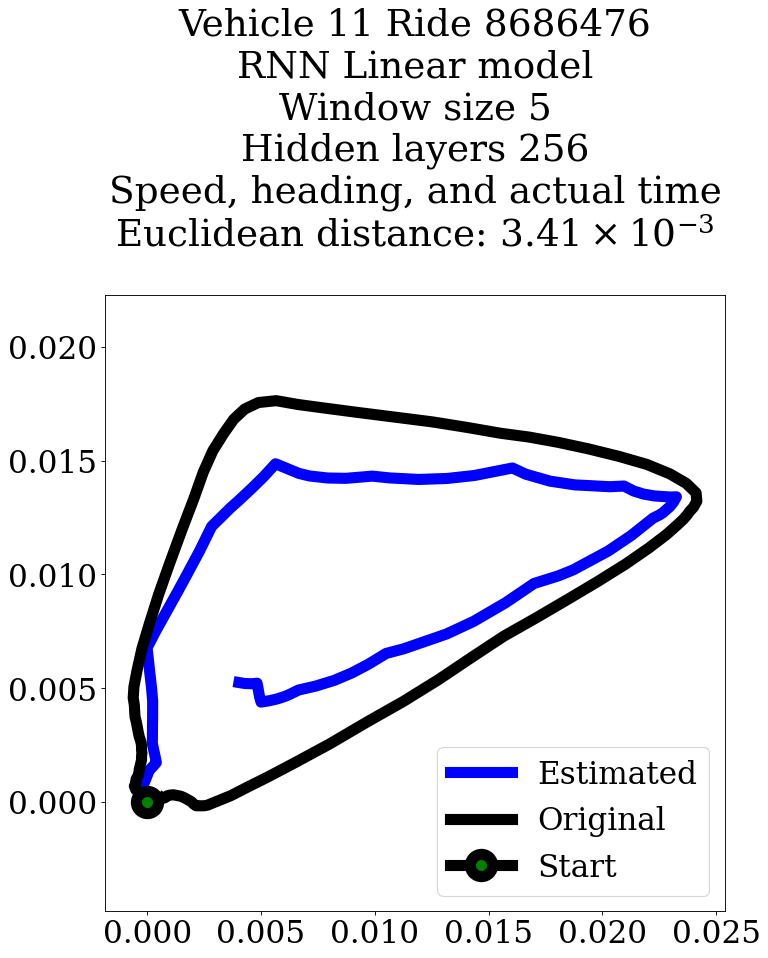 Vehicle 11 Ride 8686476
RNN Linear model
Window size 5
Hidden layers 256
Speed, heading, and actual time
Euclidean distance: 3.41 × 10⁻³
0.020
0.015
0.010
0.005
0.000
Estimated
Original
Start
0.000 0.005 0.010 0.015 0.020 0.025